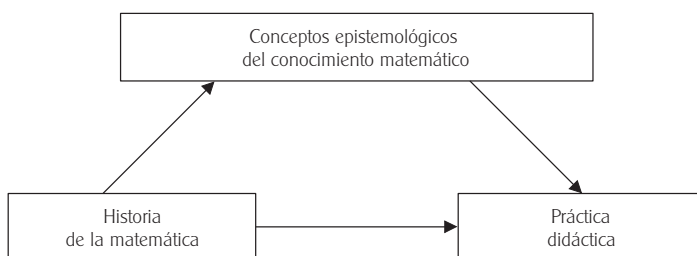 Conceptos epistemológicos
del conocimiento matemático
Historia
de la matemática
Práctica
didáctica